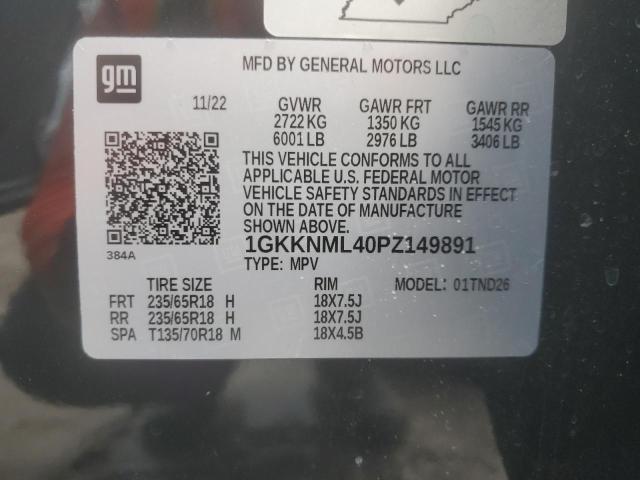 gm
MFD BY GENERAL MOTORS LLC
11/22 GVWR GAWR FRT GAWR RR
2722 KG 1350 KG 1545 KG
6001 LB 2976 LB 3406 LB
THIS VEHICLE CONFORMS TO ALL
APPLICABLE U.S. FEDERAL MOTOR
VEHICLE SAFETY STANDARDS IN EFFECT
ON THE DATE OF MANUFACTURE
SHOWN ABOVE.
1GKKNML40PZ149891
384A TYPE: MPV
TIRE SIZE RIM MODEL: 01TND26
FRT 235/65R18 H 18X7.5J
RR 235/65R18 H 18X7.5J
SPA T135/70R18 M 18X4.5B